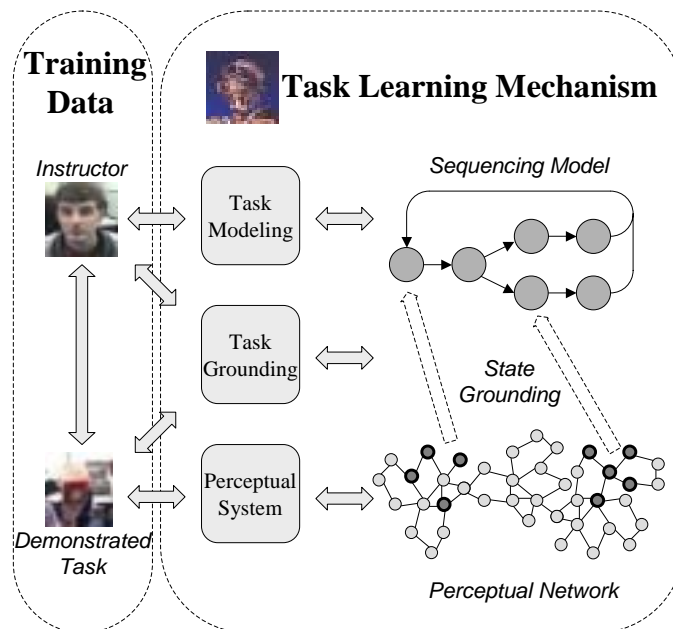 Training
Data
Task Learning Mechanism
Instructor
Task
Modeling
Sequencing Model
Task
Grounding
State
Grounding
Perceptual
System
Demonstrated
Task
Perceptual Network